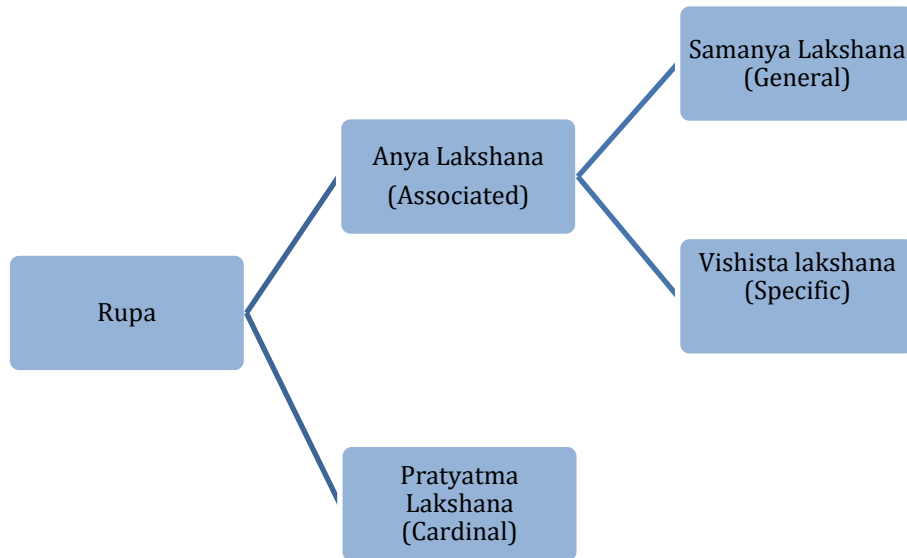 Samanya Lakshana
(General)
Anya Lakshana
(Associated)
Vishista lakshana
(Specific)
Rupa
Pratyatma
Lakshana
(Cardinal)